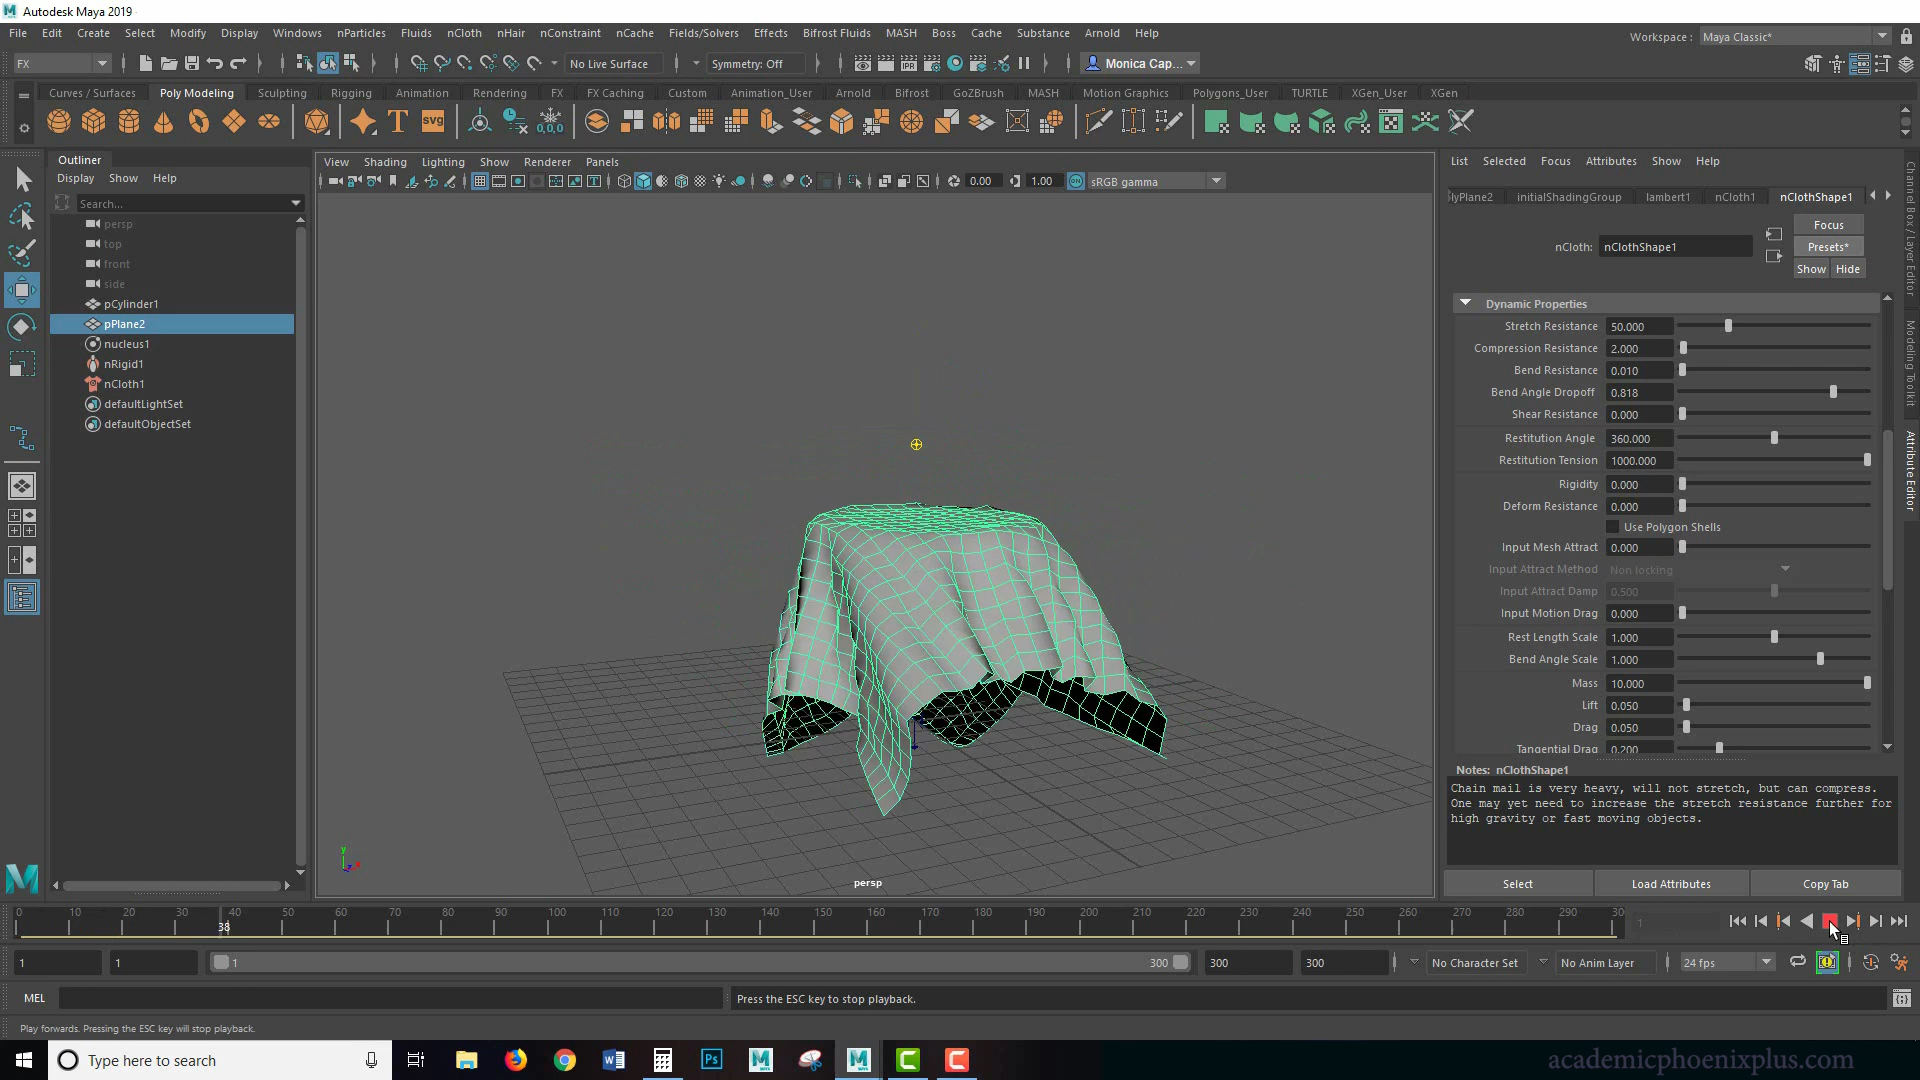 Autodesk Maya 2019
File Edit Create Select Modify Display Windows nParticles Fluids nCloth nHair nConstraint nCache Fields/Solvers Effects Bifrost Fluids MASH Boss Cache Substance Arnold Help
Workspace : Maya Classic*
FX No Live Surface Symmetry: Off Monica Cap...
Curves / Surfaces Poly Modeling Sculpting Rigging Animation Rendering FX FX Caching Custom Animation_User Arnold Bifrost GoZBrush MASH Motion Graphics Polygons_User TURTLE XGen_User XGen
Outliner
Display Show Help
Search...
persp
top
front
side
pCylinder1
pPlane2
nucleus1
nRigid1
nCloth1
defaultLightSet
defaultObjectSet
View Shading Lighting Show Renderer Panels
0.00 1.00 sRGB gamma
persp
List Selected Focus Attributes Show Help
lyPlane2 initialShadingGroup lambert1 nCloth1 nClothShape1
Focus
nCloth: nClothShape1 Presets*
Show Hide
Dynamic Properties
Stretch Resistance 50.000
Compression Resistance 2.000
Bend Resistance 0.010
Bend Angle Dropoff 0.818
Shear Resistance 0.000
Restitution Angle 360.000
Restitution Tension 1000.000
Rigidity 0.000
Deform Resistance 0.000
Use Polygon Shells
Input Mesh Attract 0.000
Input Attract Method Non locking
Input Attract Damp 0.500
Input Motion Drag 0.000
Rest Length Scale 1.000
Bend Angle Scale 1.000
Mass 10.000
Lift 0.050
Drag 0.050
Tangential Drag 0.200
Notes: nClothShape1
Chain mail is very heavy, will not stretch, but can compress.
One may yet need to increase the stretch resistance further for
high gravity or fast moving objects.
Select Load Attributes Copy Tab
Channel Box / Layer Editor
Modeling Toolkit
Attribute Editor
0 10 20 30 40 50 60 70 80 90 100 110 120 130 140 150 160 170 180 190 200 210 220 230 240 250 260 270 280 290 30
38
1
1 1 1 300 300 300 No Character Set No Anim Layer 24 fps
MEL Press the ESC key to stop playback.
Play forwards. Pressing the ESC key will stop playback.
Type here to search
academicphoenixplus.com